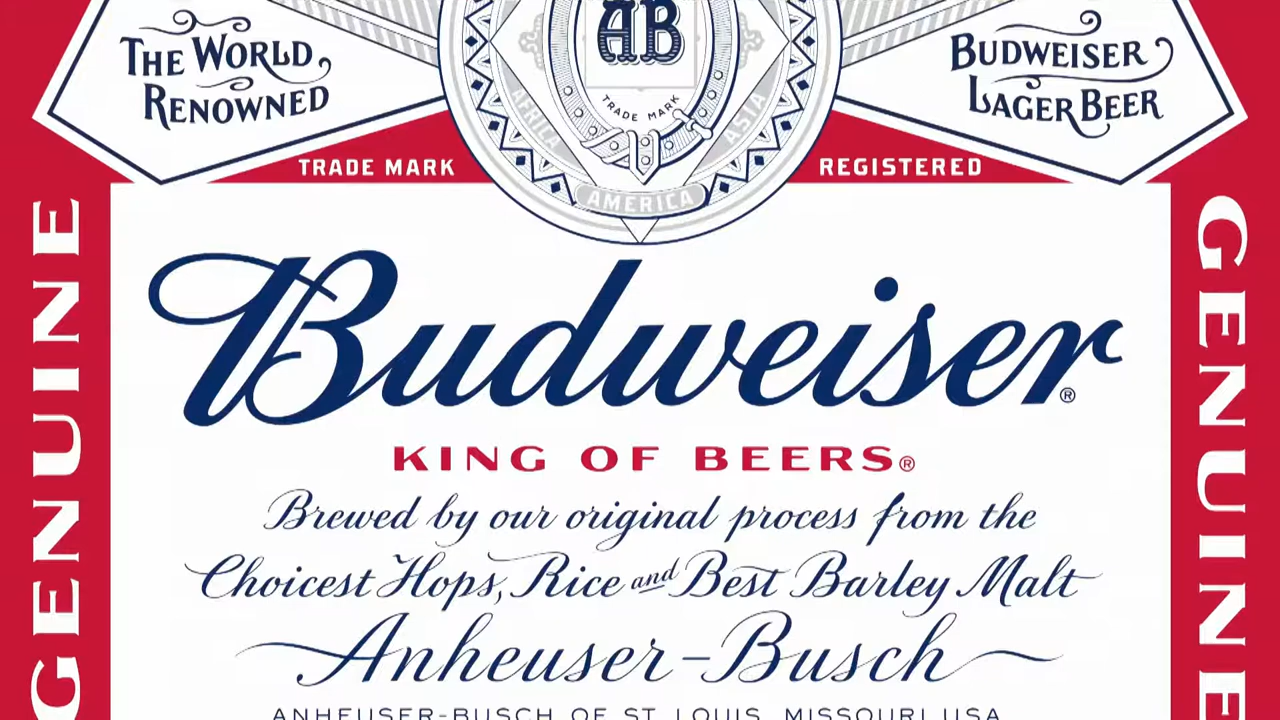 THE WORLD
RENOWNED
AB
TRADE MARK
AFRICA
ASIA
AMERICA
BUDWEISER
LAGER BEER
TRADE MARK
REGISTERED
GENUINE
GENUINE
Budweiser®
KING OF BEERS®
Brewed by our original process from the
Choicest Hops, Rice and Best Barley Malt
Anheuser-Busch
ANHEUSER-BUSCH OF ST. LOUIS, MISSOURI USA